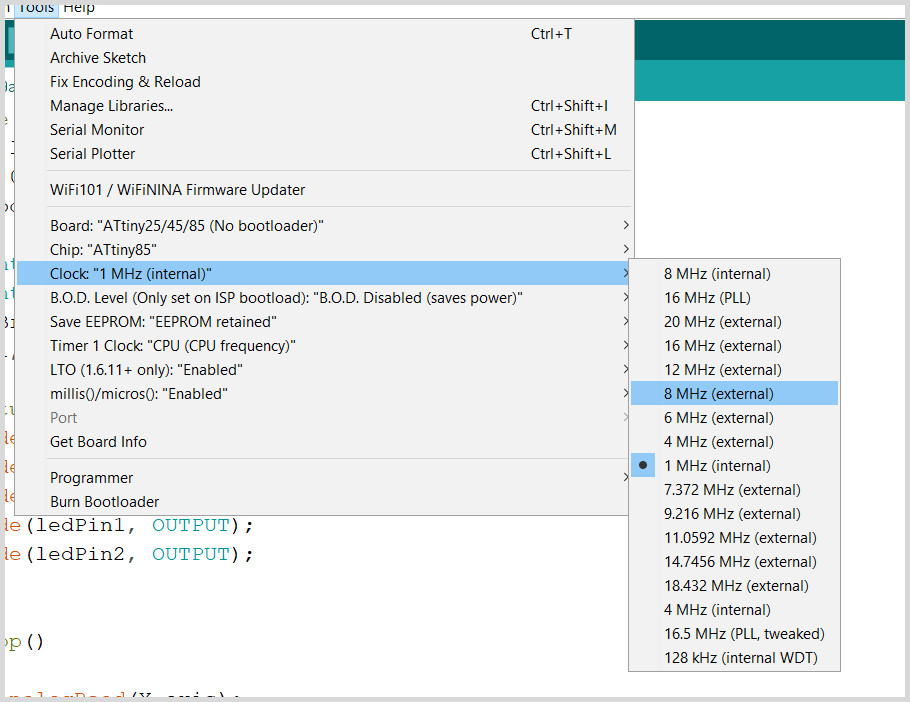 Tools Help
Auto Format Ctrl+T
Archive Sketch
Fix Encoding & Reload
Manage Libraries... Ctrl+Shift+I
Serial Monitor Ctrl+Shift+M
Serial Plotter Ctrl+Shift+L
WiFi101 / WiFiNINA Firmware Updater
Board: "ATtiny25/45/85 (No bootloader)"
Chip: "ATtiny85"
Clock: "1 MHz (internal)"
B.O.D. Level (Only set on ISP bootload): "B.O.D. Disabled (saves power)"
Save EEPROM: "EEPROM retained"
Timer 1 Clock: "CPU (CPU frequency)"
LTO (1.6.11+ only): "Enabled"
millis()/micros(): "Enabled"
Port
Get Board Info
Programmer
Burn Bootloader
8 MHz (internal)
16 MHz (PLL)
20 MHz (external)
16 MHz (external)
12 MHz (external)
8 MHz (external)
6 MHz (external)
4 MHz (external)
1 MHz (internal)
7.372 MHz (external)
9.216 MHz (external)
11.0592 MHz (external)
14.7456 MHz (external)
18.432 MHz (external)
4 MHz (internal)
16.5 MHz (PLL, tweaked)
128 kHz (internal WDT)
de(ledPin1, OUTPUT);
de(ledPin2, OUTPUT);
op()